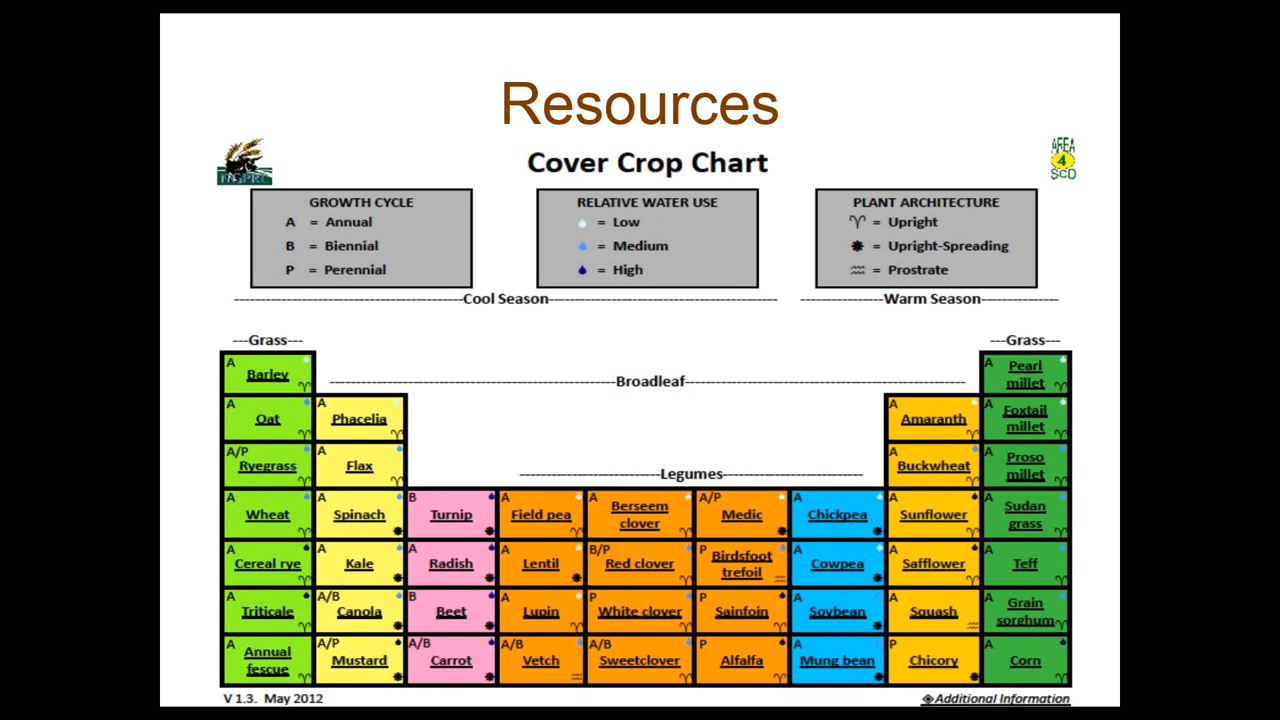 Resources
Cover Crop Chart
AREA
4
SCD
GROWTH CYCLE
A = Annual
B = Biennial
P = Perennial
RELATIVE WATER USE
= Low
= Medium
= High
PLANT ARCHITECTURE
= Upright
= Upright-Spreading
= Prostrate
Cool Season
Warm Season
---Grass---
---Grass---
A
Barley
Broadleaf
A
Pearl
millet
A
Oat
A
Phacelia
A
Amaranth
A
Foxtail
millet
A/P
Ryegrass
A
Flax
Legumes
A
Buckwheat
A
Proso
millet
A
Wheat
A
Spinach
B
Turnip
A
Field pea
A
Berseem
clover
A/P
Medic
A
Chickpea
A
Sunflower
A
Sudan
grass
A
Cereal rye
A
Kale
A
Radish
A
Lentil
B/P
Red clover
P
Birdsfoot
trefoil
A
Cowpea
A
Safflower
A
Teff
A
Triticale
A/B
Canola
B
Beet
A
Lupin
P
White clover
P
Sainfoin
A
Soybean
A
Squash
A
Grain
sorghum
A
Annual
fescue
A/P
Mustard
A/B
Carrot
A/B
Vetch
A/B
Sweetclover
P
Alfalfa
A
Mung bean
P
Chicory
A
Corn
V 1.3. May 2012
Additional Information